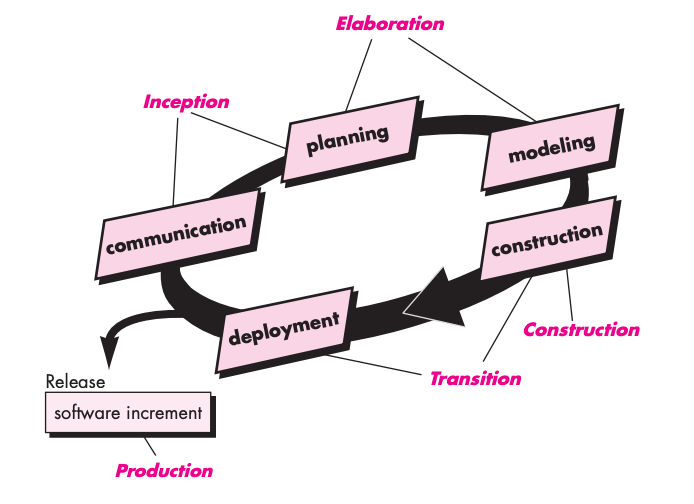 Elaboration
Inception
planning
modeling
communication
construction
deployment
Construction
Transition
Release
software increment
Production